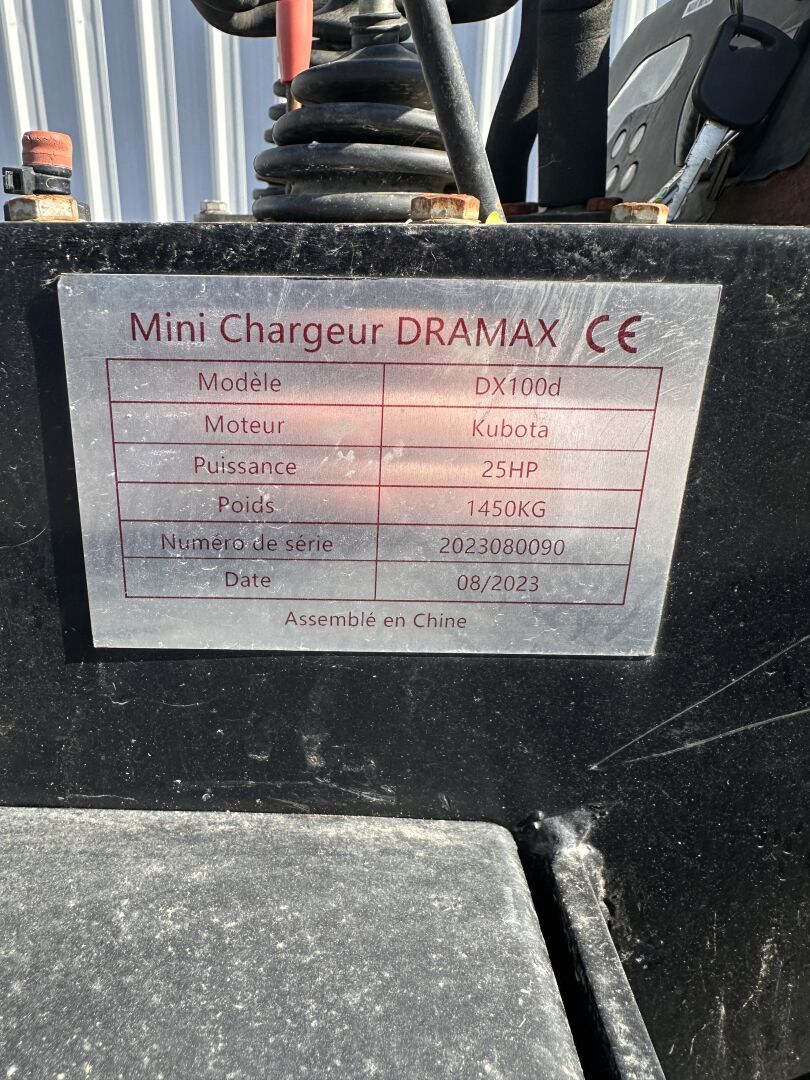 Mini Chargeur DRAMAX CE
Modèle DX100d
Moteur Kubota
Puissance 25HP
Poids 1450KG
Numéro de série 2023080090
Date 08/2023
Assemblé en Chine